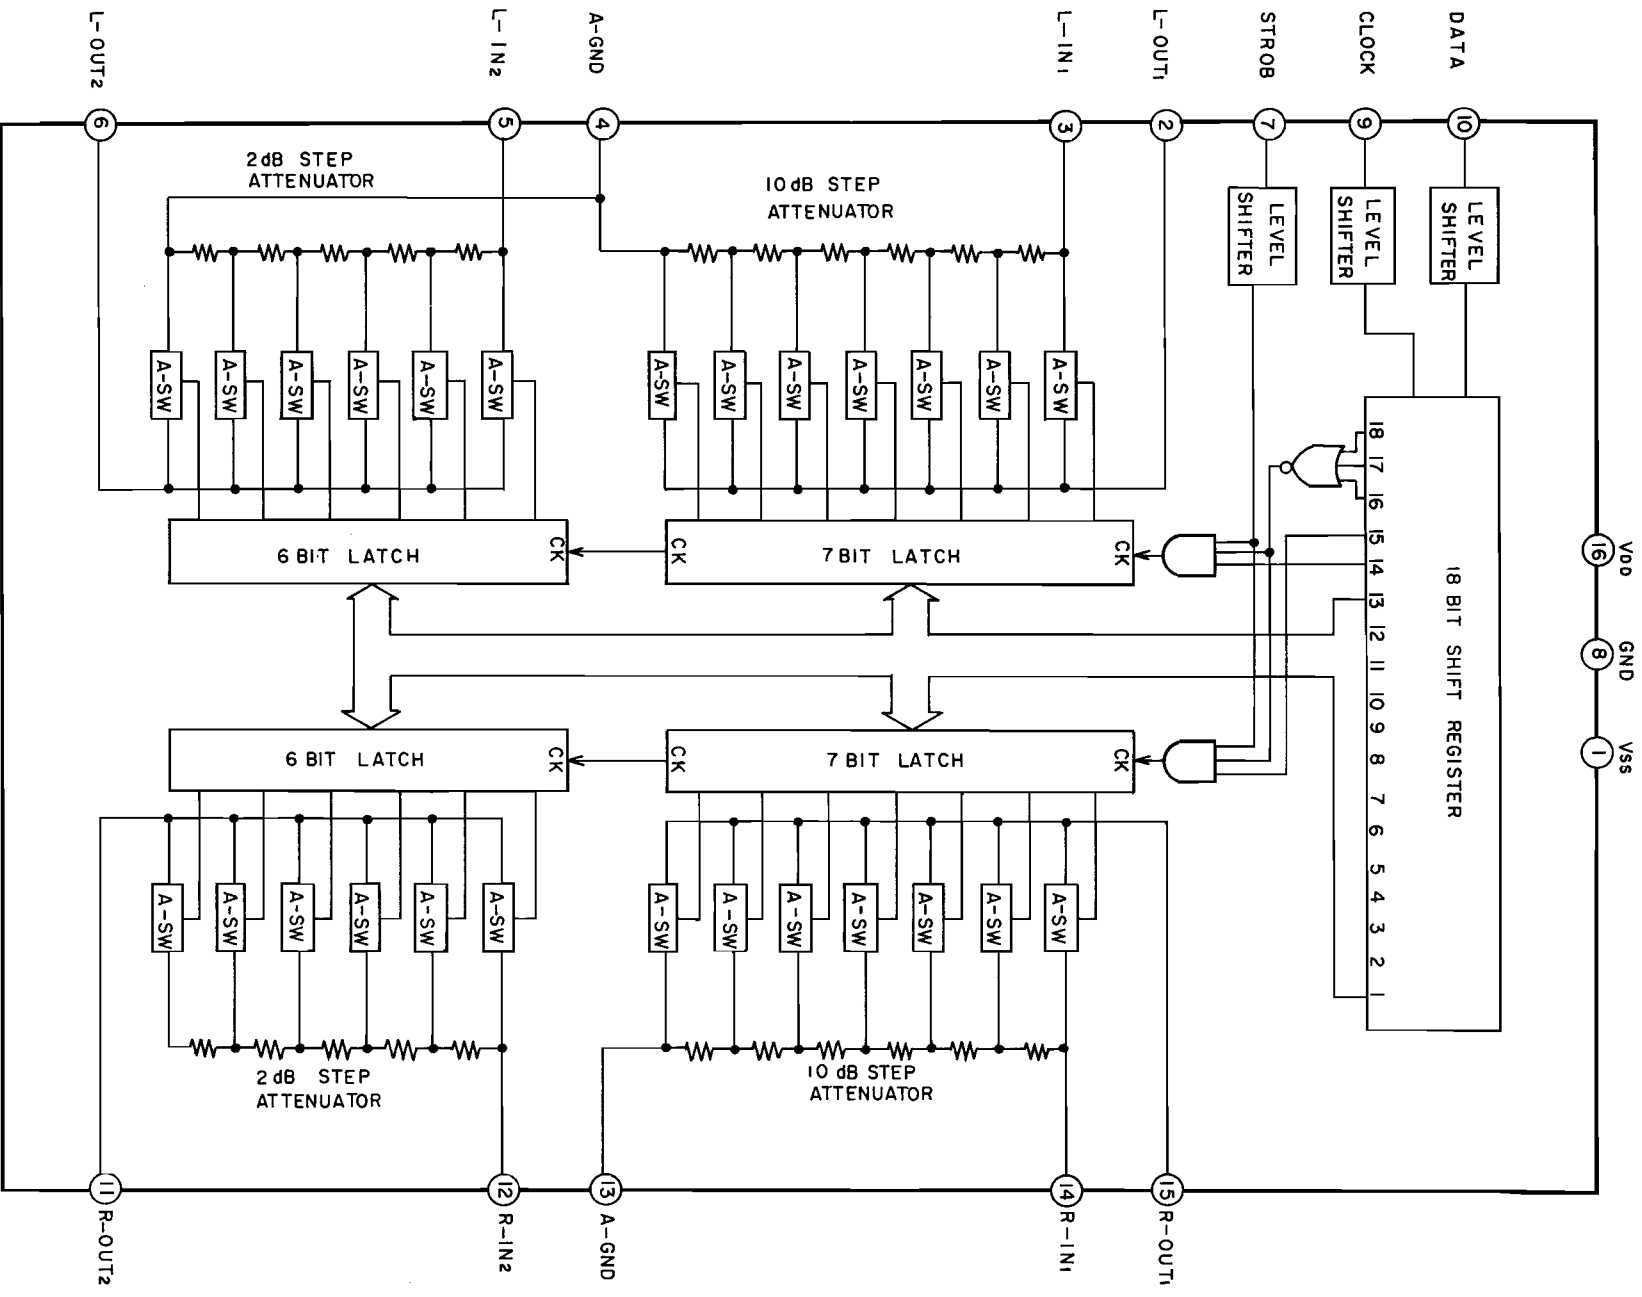 L-OUT2
L-IN2
A-GND
L-IN1
L-OUT1
STROB
CLOCK
DATA
6
5
4
3
2
7
9
10
2dB STEP
ATTENUATOR
10dB STEP
ATTENUATOR
LEVEL
SHIFTER
LEVEL
SHIFTER
LEVEL
SHIFTER
A-SW
A-SW
A-SW
A-SW
A-SW
A-SW
A-SW
A-SW
A-SW
A-SW
A-SW
A-SW
A-SW
6 BIT LATCH
CK
CK
7 BIT LATCH
CK
18
17
16
15
14
13
12
11
10
9
8
7
6
5
4
3
2
1
18 BIT SHIFT REGISTER
16
VDD
8
GND
1
VSS
6 BIT LATCH
CK
CK
7 BIT LATCH
CK
A-SW
A-SW
A-SW
A-SW
A-SW
A-SW
A-SW
A-SW
A-SW
A-SW
A-SW
A-SW
A-SW
2dB STEP
ATTENUATOR
10 dB STEP
ATTENUATOR
11
R-OUT2
12
R-IN2
13
A-GND
14
R-IN1
15
R-OUT1